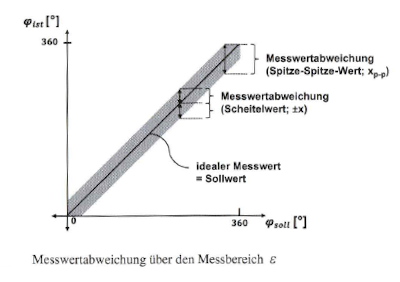 φist [°]
360
Messwertabweichung
(Spitze-Spitze-Wert; xp-p)
Messwertabweichung
(Scheitelwert; ±x)
idealer Messwert
= Sollwert
0
360
φsoll [°]
Messwertabweichung über den Messbereich ε